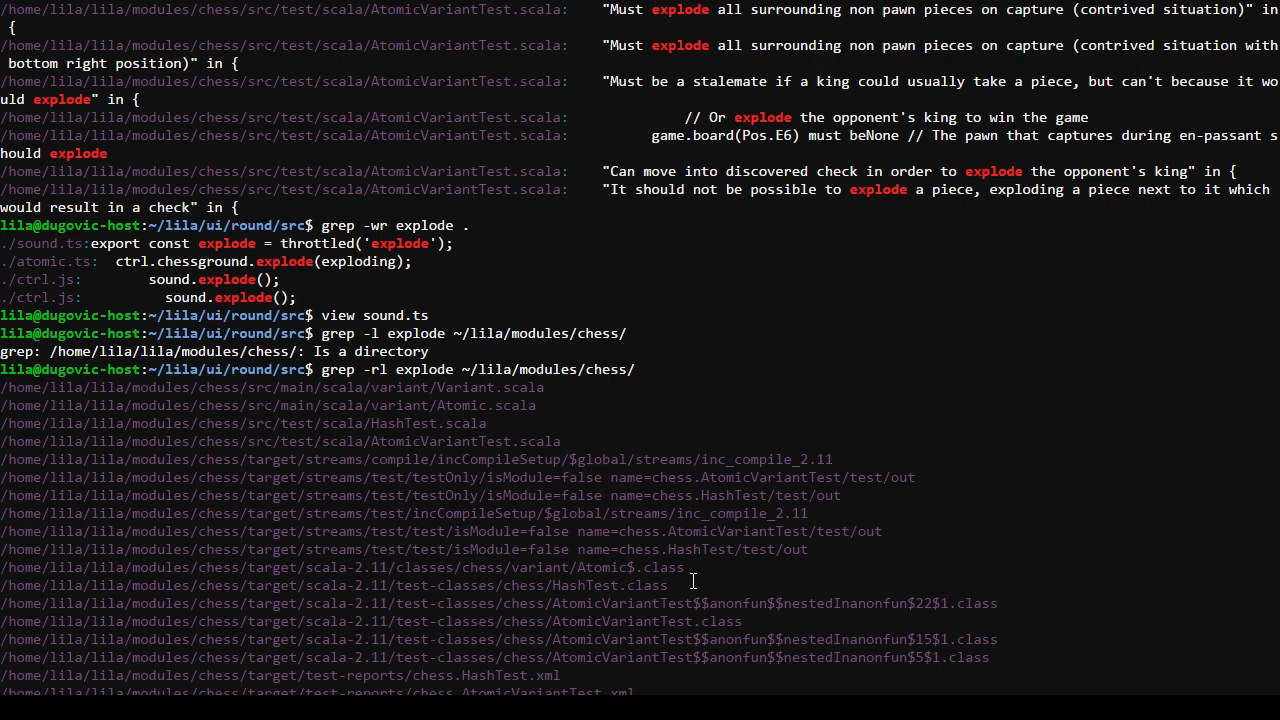 /home/lila/lila/modules/chess/src/test/scala/AtomicVariantTest.scala:    "Must explode all surrounding non pawn pieces on capture (contrived situation)" in
 {
/home/lila/lila/modules/chess/src/test/scala/AtomicVariantTest.scala:    "Must explode all surrounding non pawn pieces on capture (contrived situation with
 bottom right position)" in {
/home/lila/lila/modules/chess/src/test/scala/AtomicVariantTest.scala:    "Must be a stalemate if a king could usually take a piece, but can't because it wo
uld explode" in {
/home/lila/lila/modules/chess/src/test/scala/AtomicVariantTest.scala:              // Or explode the opponent's king to win the game
/home/lila/lila/modules/chess/src/test/scala/AtomicVariantTest.scala:          game.board(Pos.E6) must beNone // The pawn that captures during en-passant s
hould explode
/home/lila/lila/modules/chess/src/test/scala/AtomicVariantTest.scala:    "Can move into discovered check in order to explode the opponent's king" in {
/home/lila/lila/modules/chess/src/test/scala/AtomicVariantTest.scala:    "It should not be possible to explode a piece, exploding a piece next to it which
would result in a check" in {
lila@dugovic-host:~/lila/ui/round/src$ grep -wr explode .
./sound.ts:export const explode = throttled('explode');
./atomic.ts:  ctrl.chessground.explode(exploding);
./ctrl.js:        sound.explode();
./ctrl.js:          sound.explode();
lila@dugovic-host:~/lila/ui/round/src$ view sound.ts
lila@dugovic-host:~/lila/ui/round/src$ grep -l explode ~/lila/modules/chess/
grep: /home/lila/lila/modules/chess/: Is a directory
lila@dugovic-host:~/lila/ui/round/src$ grep -rl explode ~/lila/modules/chess/
/home/lila/lila/modules/chess/src/main/scala/variant/Variant.scala
/home/lila/lila/modules/chess/src/main/scala/variant/Atomic.scala
/home/lila/lila/modules/chess/src/test/scala/HashTest.scala
/home/lila/lila/modules/chess/src/test/scala/AtomicVariantTest.scala
/home/lila/lila/modules/chess/target/streams/compile/incCompileSetup/$global/streams/inc_compile_2.11
/home/lila/lila/modules/chess/target/streams/test/testOnly/isModule=false name=chess.AtomicVariantTest/test/out
/home/lila/lila/modules/chess/target/streams/test/testOnly/isModule=false name=chess.HashTest/test/out
/home/lila/lila/modules/chess/target/streams/test/incCompileSetup/$global/streams/inc_compile_2.11
/home/lila/lila/modules/chess/target/streams/test/test/isModule=false name=chess.AtomicVariantTest/test/out
/home/lila/lila/modules/chess/target/streams/test/test/isModule=false name=chess.HashTest/test/out
/home/lila/lila/modules/chess/target/scala-2.11/classes/chess/variant/Atomic$.class
/home/lila/lila/modules/chess/target/scala-2.11/test-classes/chess/HashTest.class
/home/lila/lila/modules/chess/target/scala-2.11/test-classes/chess/AtomicVariantTest$$anonfun$$nestedInanonfun$22$1.class
/home/lila/lila/modules/chess/target/scala-2.11/test-classes/chess/AtomicVariantTest.class
/home/lila/lila/modules/chess/target/scala-2.11/test-classes/chess/AtomicVariantTest$$anonfun$$nestedInanonfun$15$1.class
/home/lila/lila/modules/chess/target/scala-2.11/test-classes/chess/AtomicVariantTest$$anonfun$$nestedInanonfun$5$1.class
/home/lila/lila/modules/chess/target/test-reports/chess.HashTest.xml
/home/lila/lila/modules/chess/target/test-reports/chess.AtomicVariantTest.xml